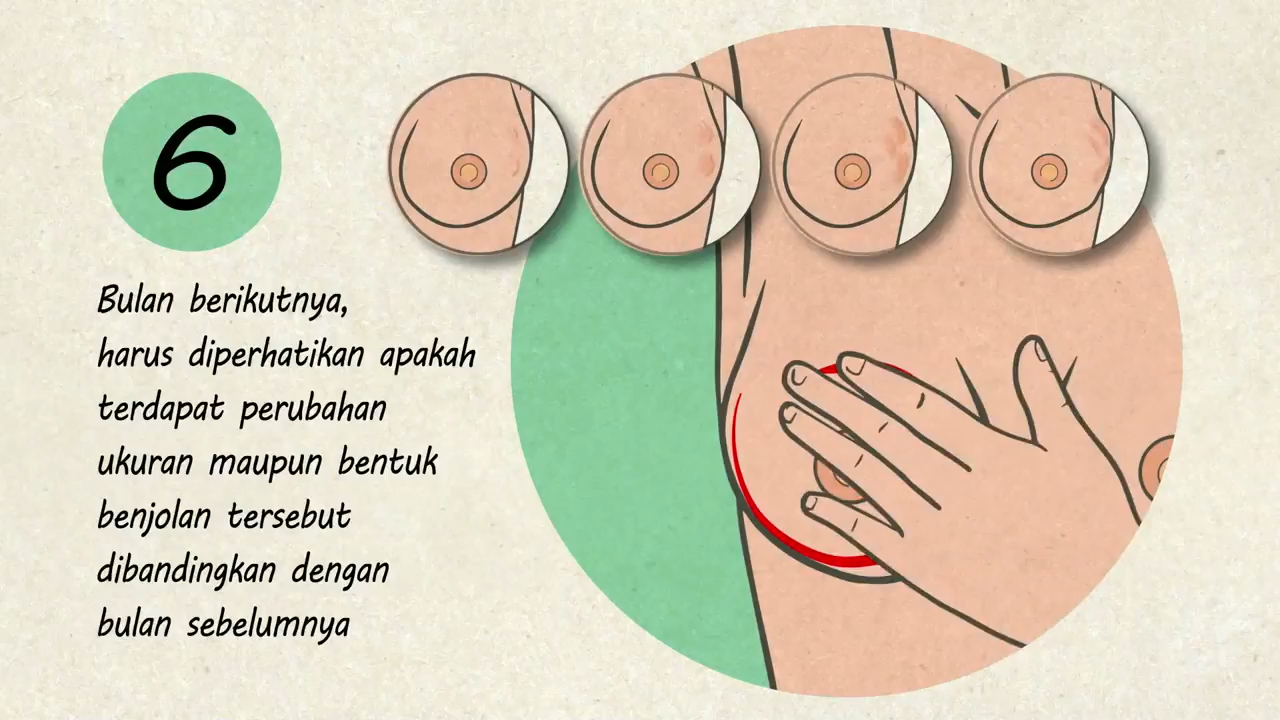 6
Bulan berikutnya,
harus diperhatikan apakah
terdapat perubahan
ukuran maupun bentuk
benjolan tersebut
dibandingkan dengan
bulan sebelumnya